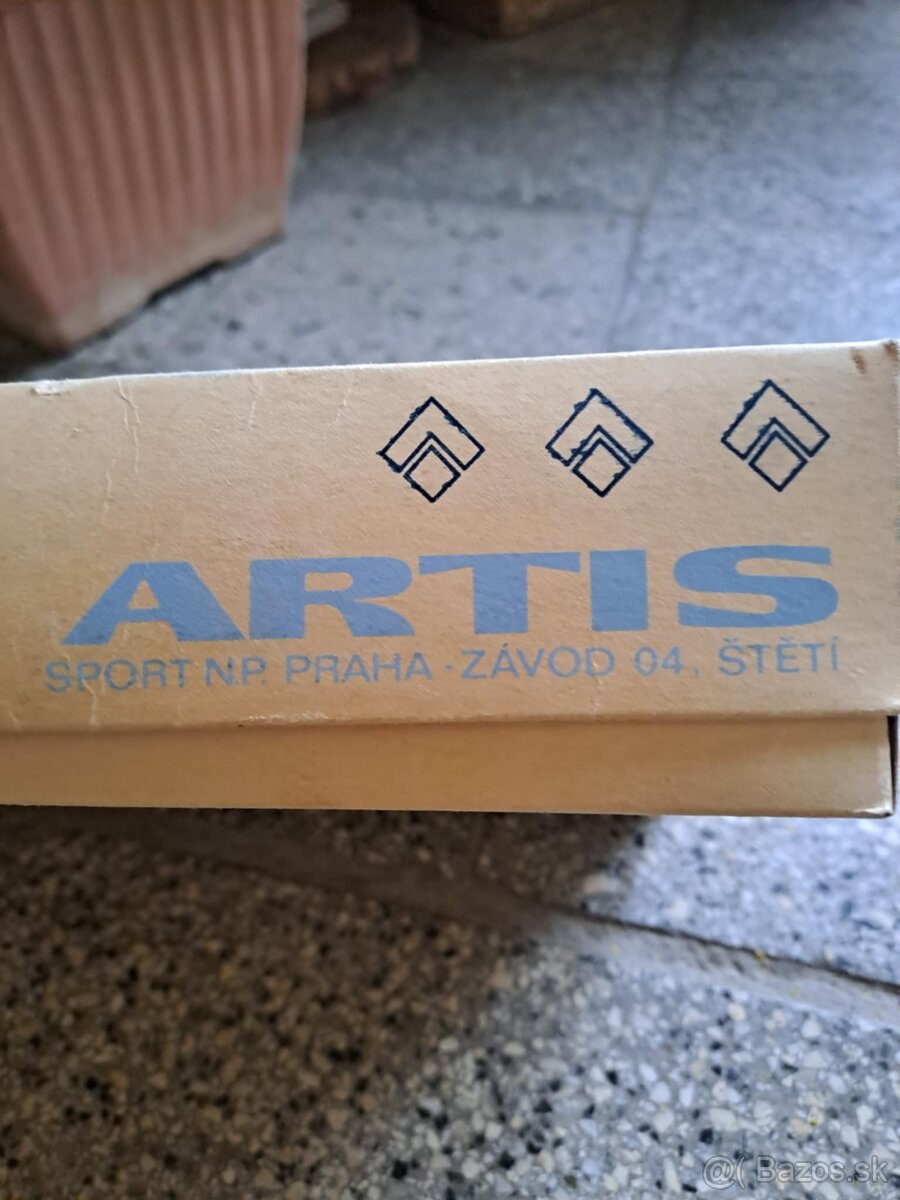 ARTIS
SPORT N.P. PRAHA - ZÁVOD 04, ŠTĚTÍ
@( Bazos.sk